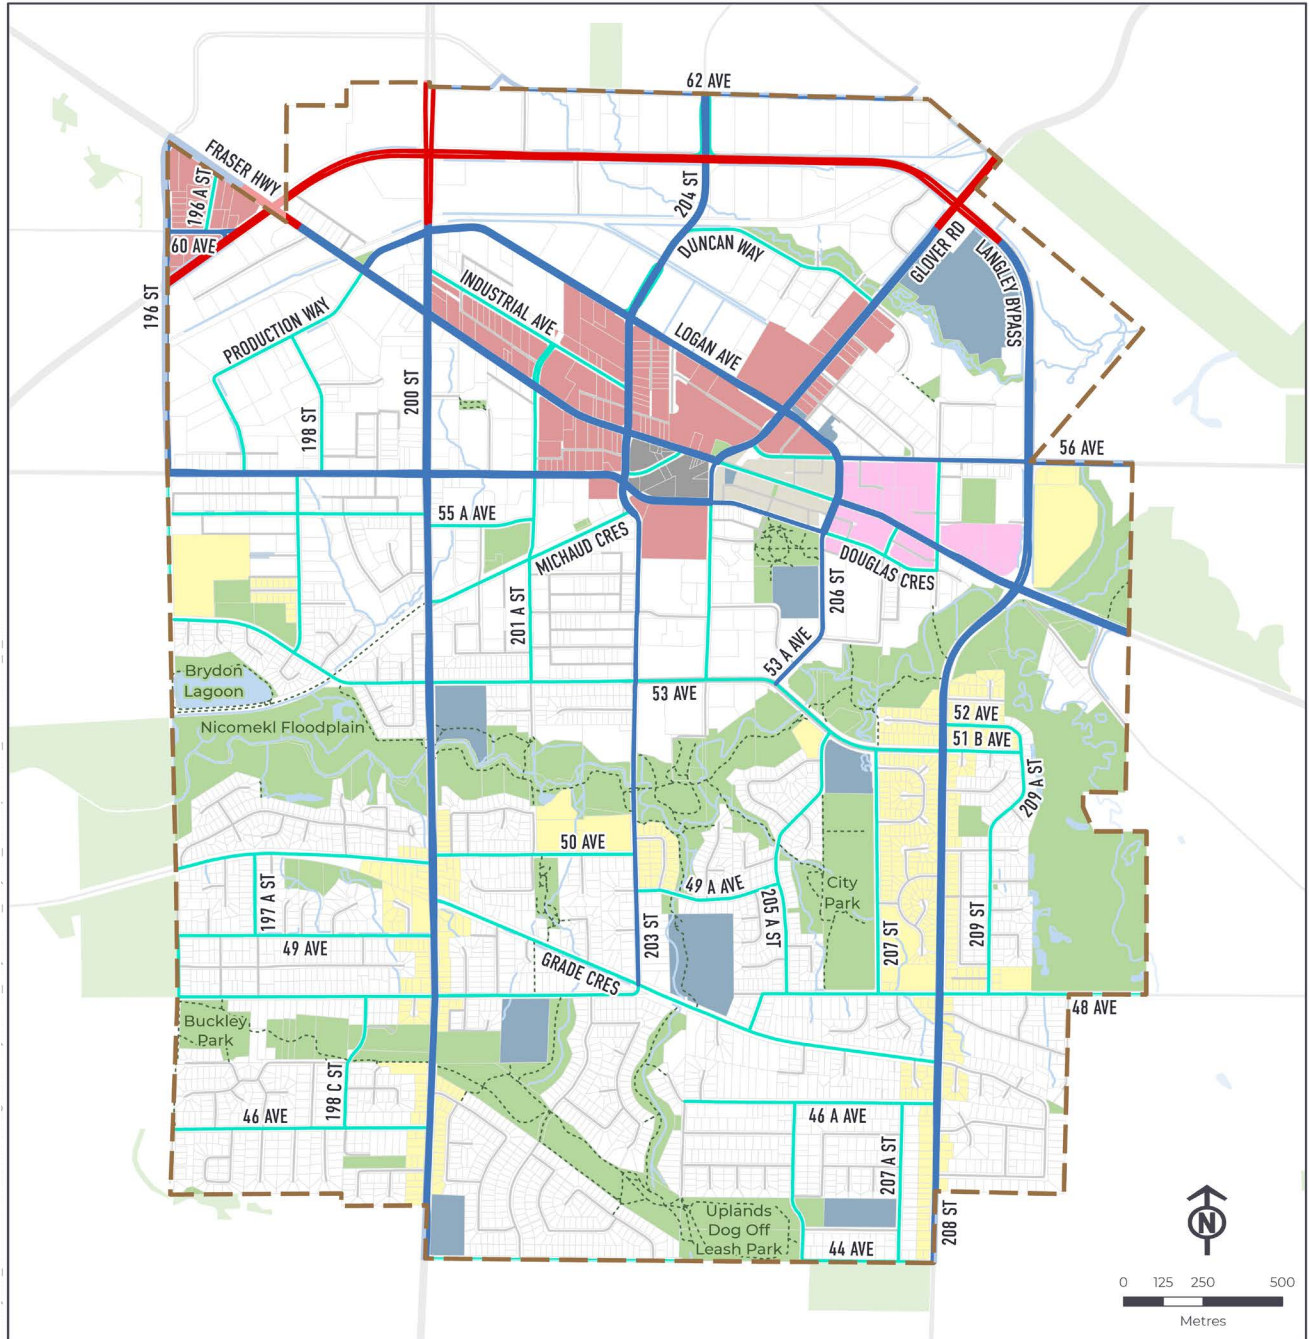 62 AVE
FRASER HWY
196 A ST
204 ST
60 AVE
DUNCAN WAY
GLOVER RD
LANGLEY BYPASS
196 ST
INDUSTRIAL AVE
PRODUCTION WAY
LOGAN AVE
200 ST
198 ST
56 AVE
55 A AVE
MICHAUD CRES
DOUGLAS CRES
206 ST
201 A ST
53 A AVE
Brydon
Lagoon
53 AVE
Nicomekl Floodplain
52 AVE
51 B AVE
209 A ST
50 AVE
49 A AVE
City
Park
197 A ST
205 A ST
203 ST
207 ST
209 ST
49 AVE
GRADE CRES
48 AVE
Buckley
Park
198 C ST
46 AVE
46 A AVE
207 A ST
Uplands
Dog Off
Leash Park
44 AVE
208 ST
N
0 125 250 500
Metres